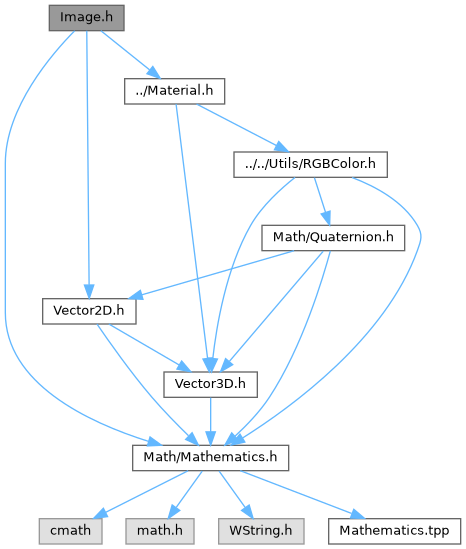 Image.h
../Material.h
../../Utils/RGBColor.h
Math/Quaternion.h
Vector2D.h
Vector3D.h
Math/Mathematics.h
cmath
math.h
WString.h
Mathematics.tpp